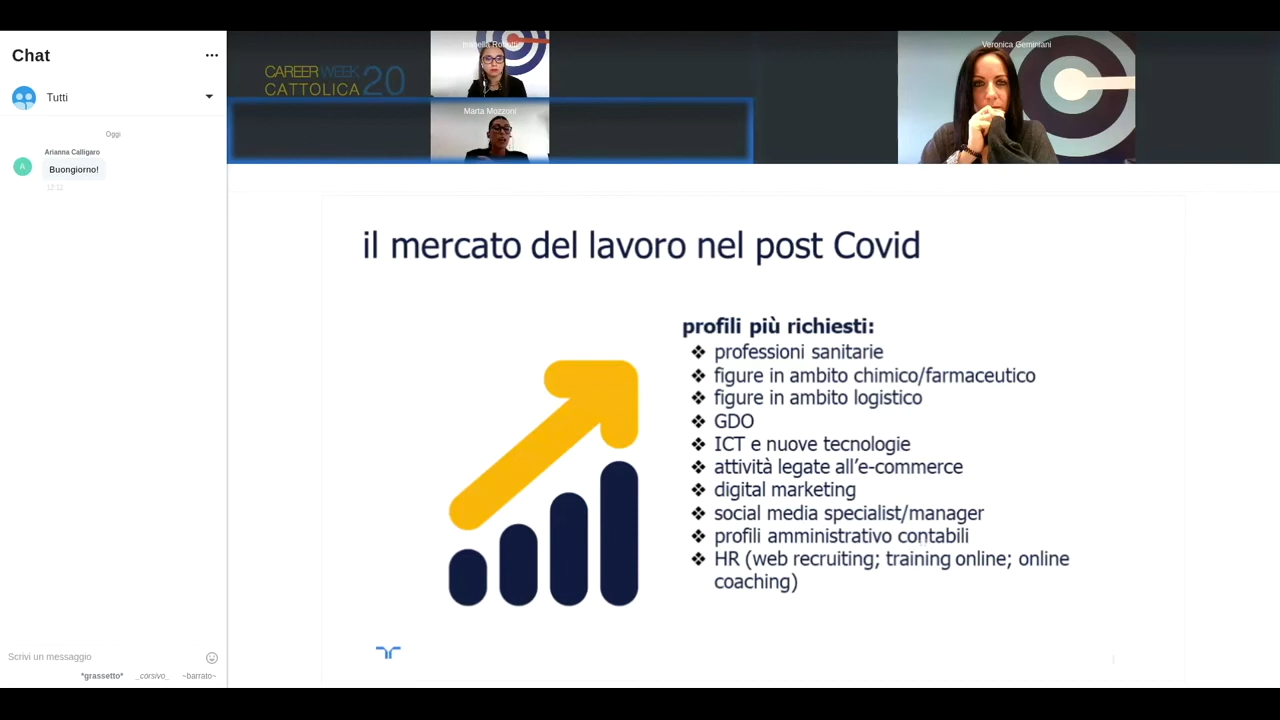 Chat
Tutti
Oggi
Arianna Calligaro
A
Buongiorno!
12:12
Scrivi un messaggio
*grassetto* _corsivo_ ~barrato~
CAREER WEEK
CATTOLICA 20
Marta Mozzoni
Veronica Geminiani
il mercato del lavoro nel post Covid
profili più richiesti:
❖ professioni sanitarie
❖ figure in ambito chimico/farmaceutico
❖ figure in ambito logistico
❖ GDO
❖ ICT e nuove tecnologie
❖ attività legate all'e-commerce
❖ digital marketing
❖ social media specialist/manager
❖ profili amministrativo contabili
❖ HR (web recruiting; training online; online
coaching)